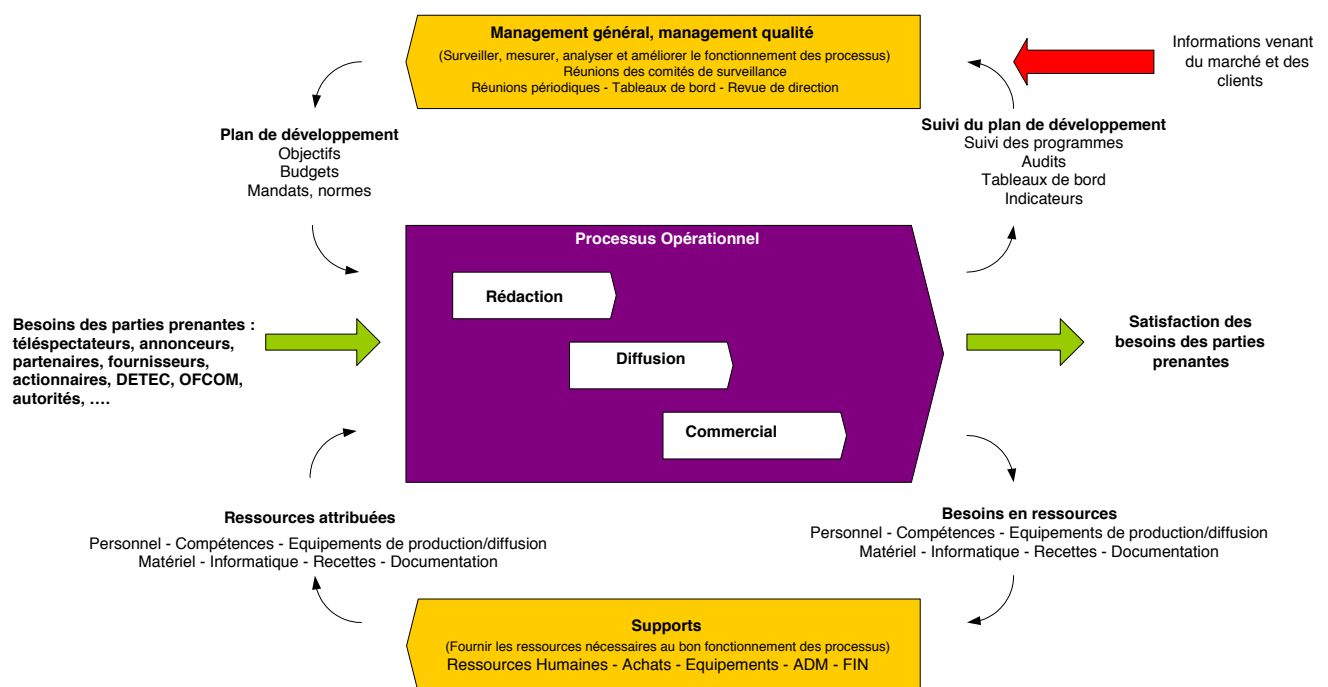 Management général, management qualité
(Surveiller, mesurer, analyser et améliorer le fonctionnement des processus)
Réunions des comités de surveillance
Réunions périodiques - Tableaux de bord - Revue de direction
Informations venant
du marché et des
clients
Plan de développement
Objectifs
Budgets
Mandats, normes
Suivi du plan de développement
Suivi des programmes
Audits
Tableaux de bord
Indicateurs
Processus Opérationnel
Rédaction
Diffusion
Commercial
Besoins des parties prenantes :
téléspectateurs, annonceurs,
partenaires, fournisseurs,
actionnaires, DETEC, OFCOM,
autorités, ....
Satisfaction des
besoins des parties
prenantes
Ressources attribuées
Personnel - Compétences - Equipements de production/diffusion
Matériel - Informatique - Recettes - Documentation
Besoins en ressources
Personnel - Compétences - Equipements de production/diffusion
Matériel - Informatique - Recettes - Documentation
Supports
(Fournir les ressources nécessaires au bon fonctionnement des processus)
Ressources Humaines - Achats - Equipements - ADM - FIN